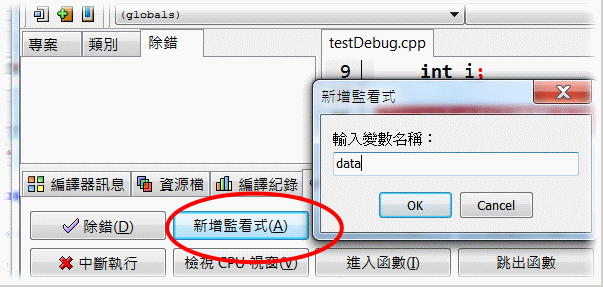 (globals)
專案 類別 除錯
testDebug.cpp
9 int i;
新增監看式
輸入變數名稱：
data
OK Cancel
編譯器訊息 資源檔 編譯紀錄
除錯(D) 新增監看式(A)
中斷執行 檢視 CPU 視窗(V) 進入函數(I) 跳出函數